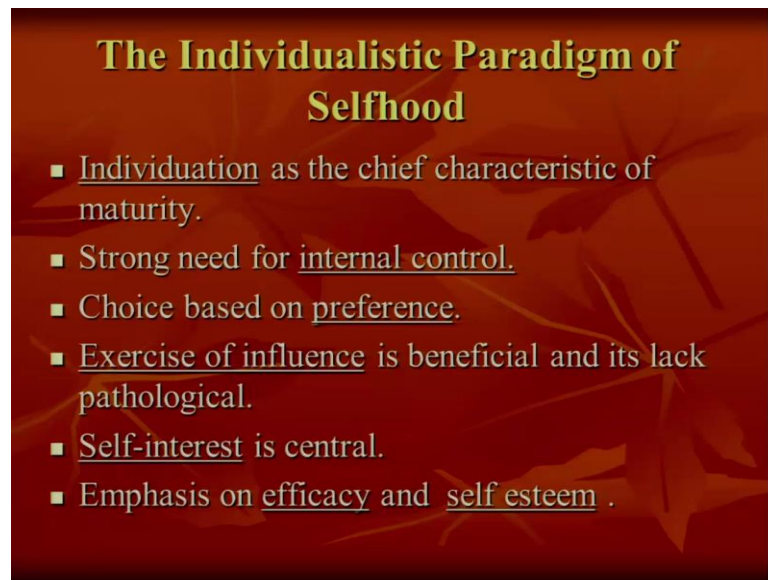 The Individualistic Paradigm of
Selfhood
Individuation as the chief characteristic of
maturity.
Strong need for internal control.
Choice based on preference.
Exercise of influence is beneficial and its lack
pathological.
Self-interest is central.
Emphasis on efficacy and self esteem .